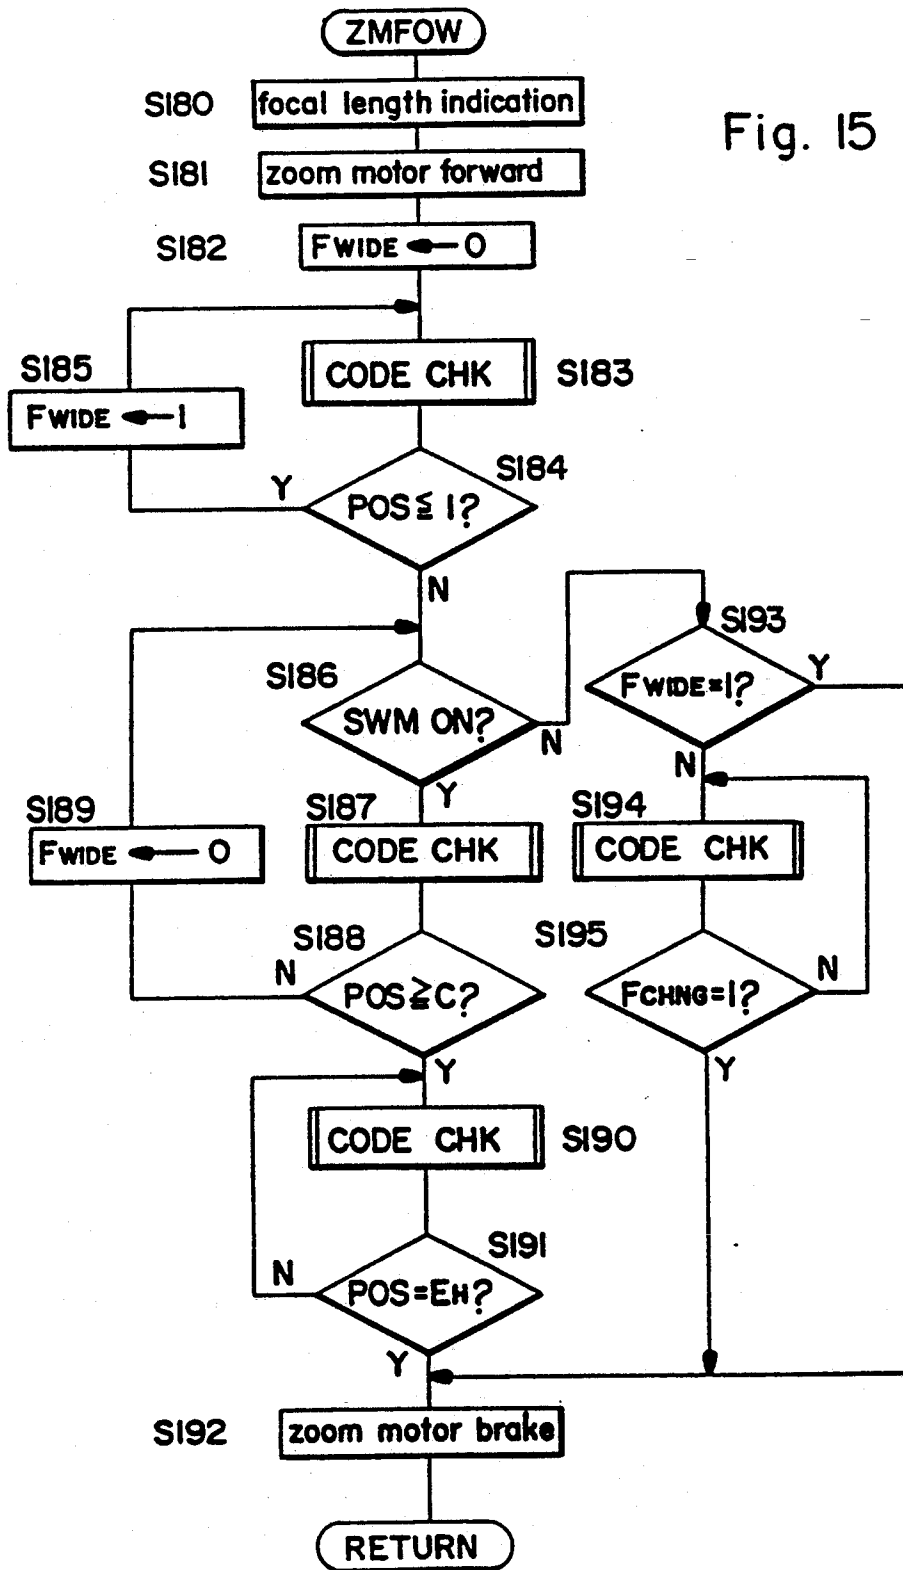 ZMFOW
S180 focal length indication
Fig. 15
S181 zoom motor forward
S182 FWIDE ← 0
S185
CODE CHK S183
FWIDE ← 1
S184
Y POS ≦ 1?
N
S193
S186
FWIDE=1? Y
SWM ON? N
N
Y
S189 S187 S194
FWIDE ← 0 CODE CHK CODE CHK
S188 S195
N POS ≧ C? FCHNG=1? N
Y Y
CODE CHK S190
S191
N POS=EH?
Y
S192 zoom motor brake
RETURN